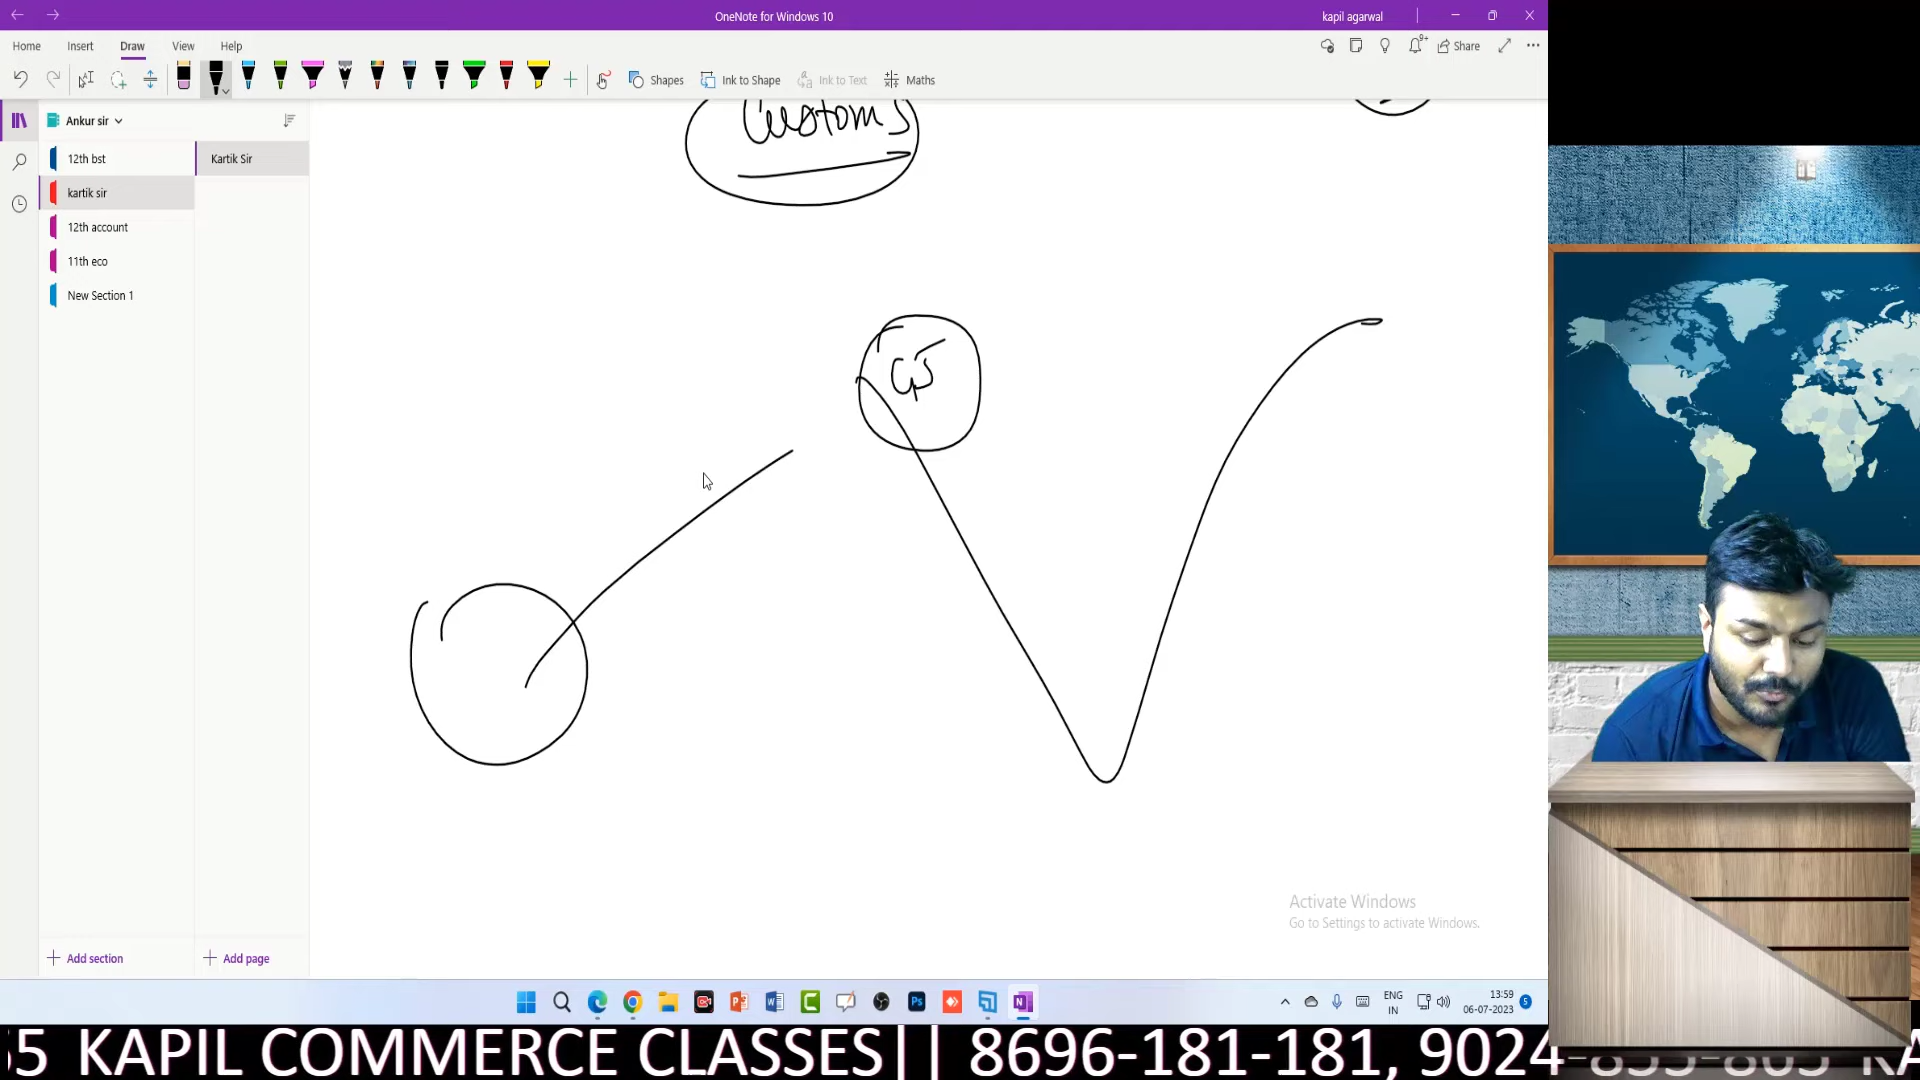 OneNote for Windows 10
kapil agarwal
Home Insert Draw View Help
9+
Share
Shapes
Ink to Shape
Ink to Text
Maths
Ankur sir
12th bst
Kartik Sir
kartik sir
12th account
11th eco
New Section 1
Customs
Activate Windows
Go to Settings to activate Windows.
Add section
Add page
ENG
IN
13:59
06-07-2023
5
KAPIL COMMERCE CLASSES|| 8696-181-181, 9024